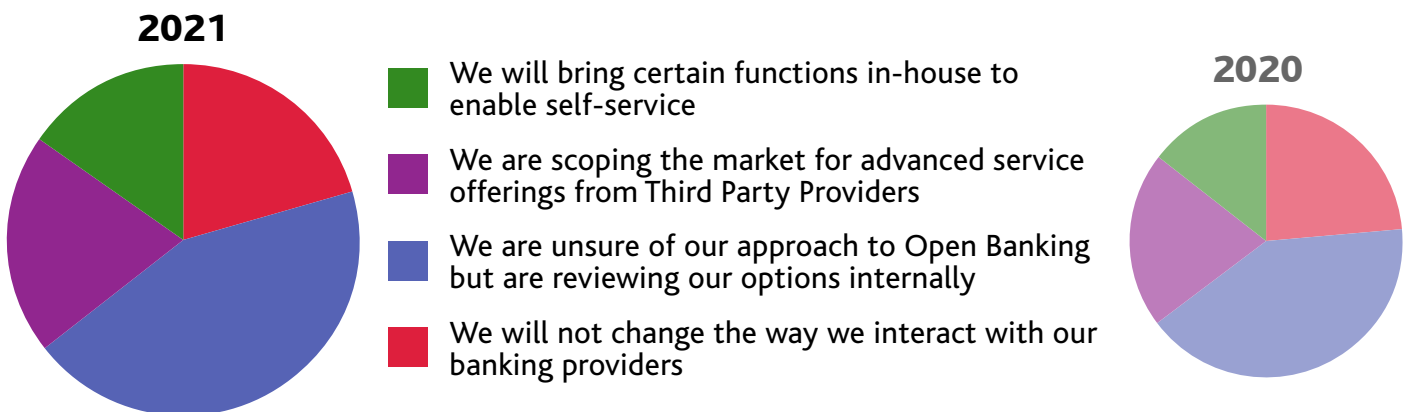 2021
We will bring certain functions in-house to
enable self-service
We are scoping the market for advanced service
offerings from Third Party Providers
We are unsure of our approach to Open Banking
but are reviewing our options internally
We will not change the way we interact with our
banking providers
2020